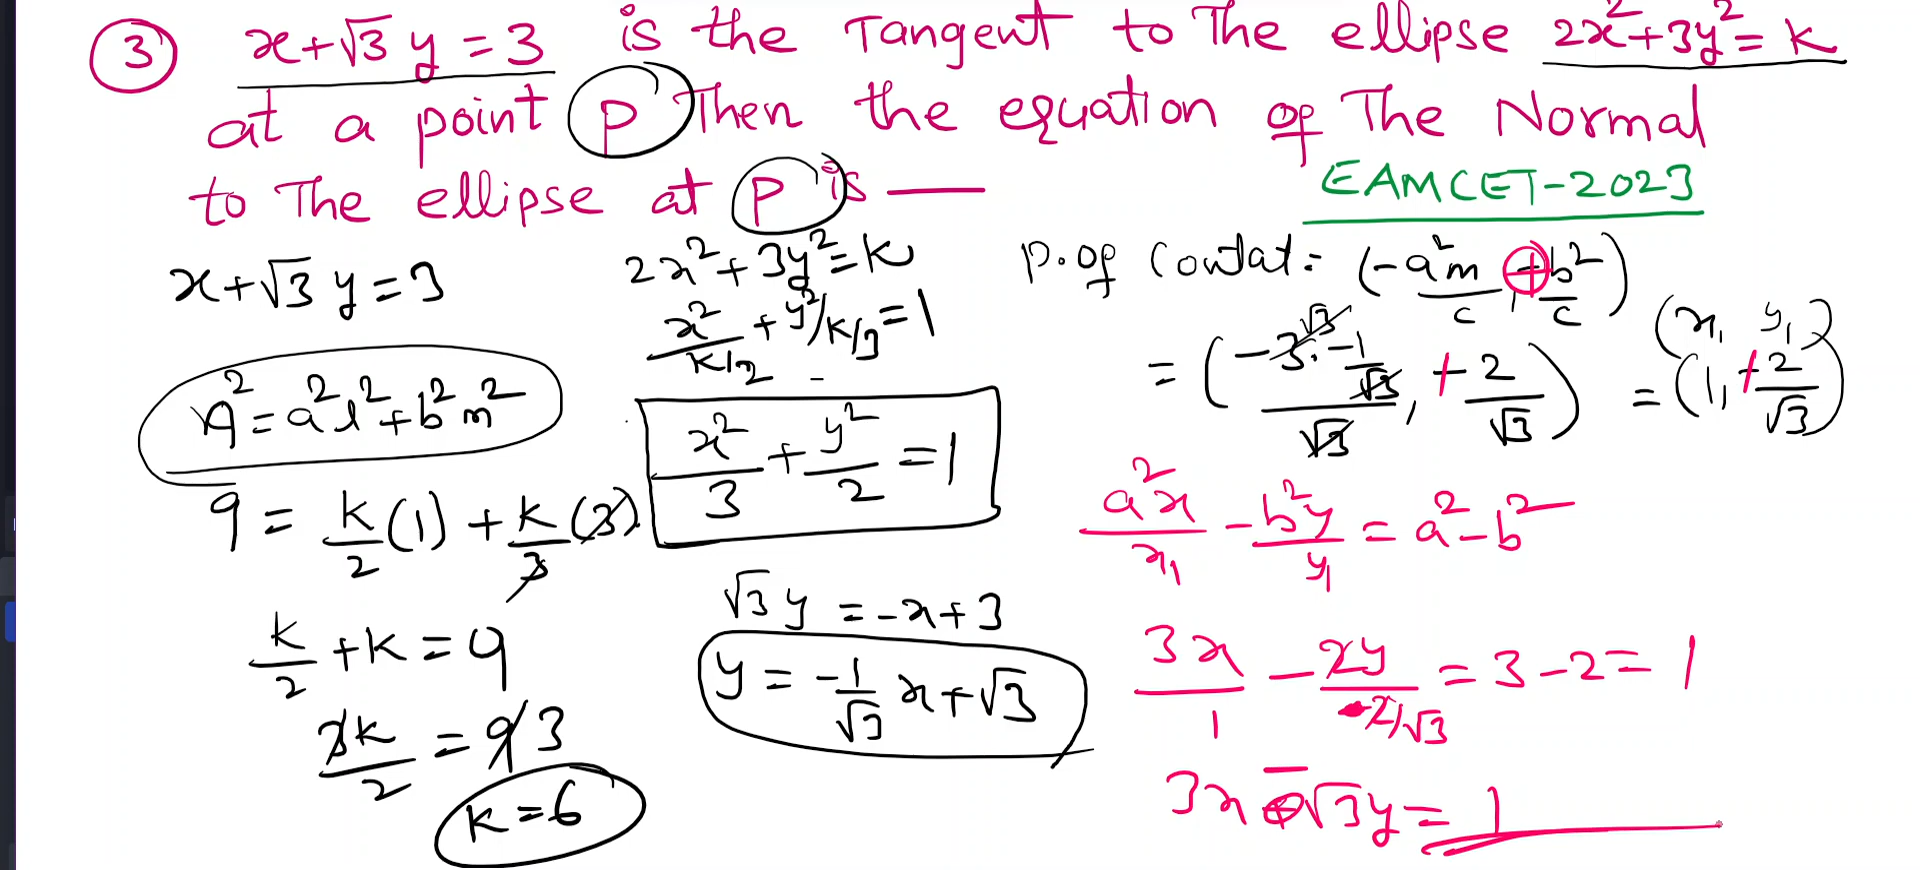 ③ x+√3 y = 3 is the Tangent to The ellipse 2x²+3y² = k
at a point P Then the equation of The Normal
to The ellipse at P is —
EAMCET-2023
x+√3 y = 3
A² = a²l²+b²m²
9 = k/2 (1) + k/3 (3)
k/2 + k = 9
3k/2 = 9 3
k = 6
2x²+3y² = k
x²/k/2 + y²/k/3 = 1
x²/3 + y²/2 = 1
√3 y = -x+3
y = -1/√3 x+√3
P. of Contat = (-a²m/c, +b²/c)
= (-3.-1/√3/√3, +2/√3) = (1, +2/√3)
√3
(x₁ y₁)
a²x/x₁ - b²y/y₁ = a²-b²
3x/1 - 2y/2/√3 = 3-2 = 1
3x - √3y = 1